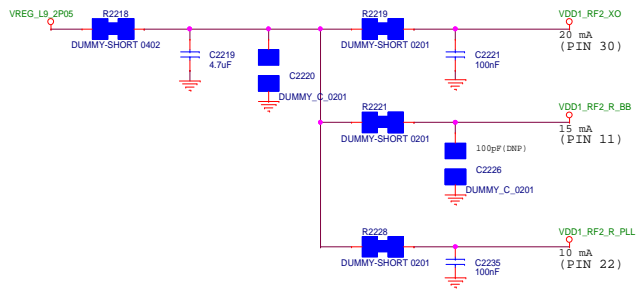 VREG_L9_2P05
R2218
DUMMY-SHORT 0402
C2219
4.7uF
C2220
DUMMY_C_0201
R2219
DUMMY-SHORT 0201
C2221
100nF
VDD1_RF2_XO
20 mA
(PIN 30)
R2221
DUMMY-SHORT 0201
100pF(DNP)
C2226
DUMMY_C_0201
VDD1_RF2_R_BB
15 mA
(PIN 11)
R2228
DUMMY-SHORT 0201
C2235
100nF
VDD1_RF2_R_PLL
10 mA
(PIN 22)